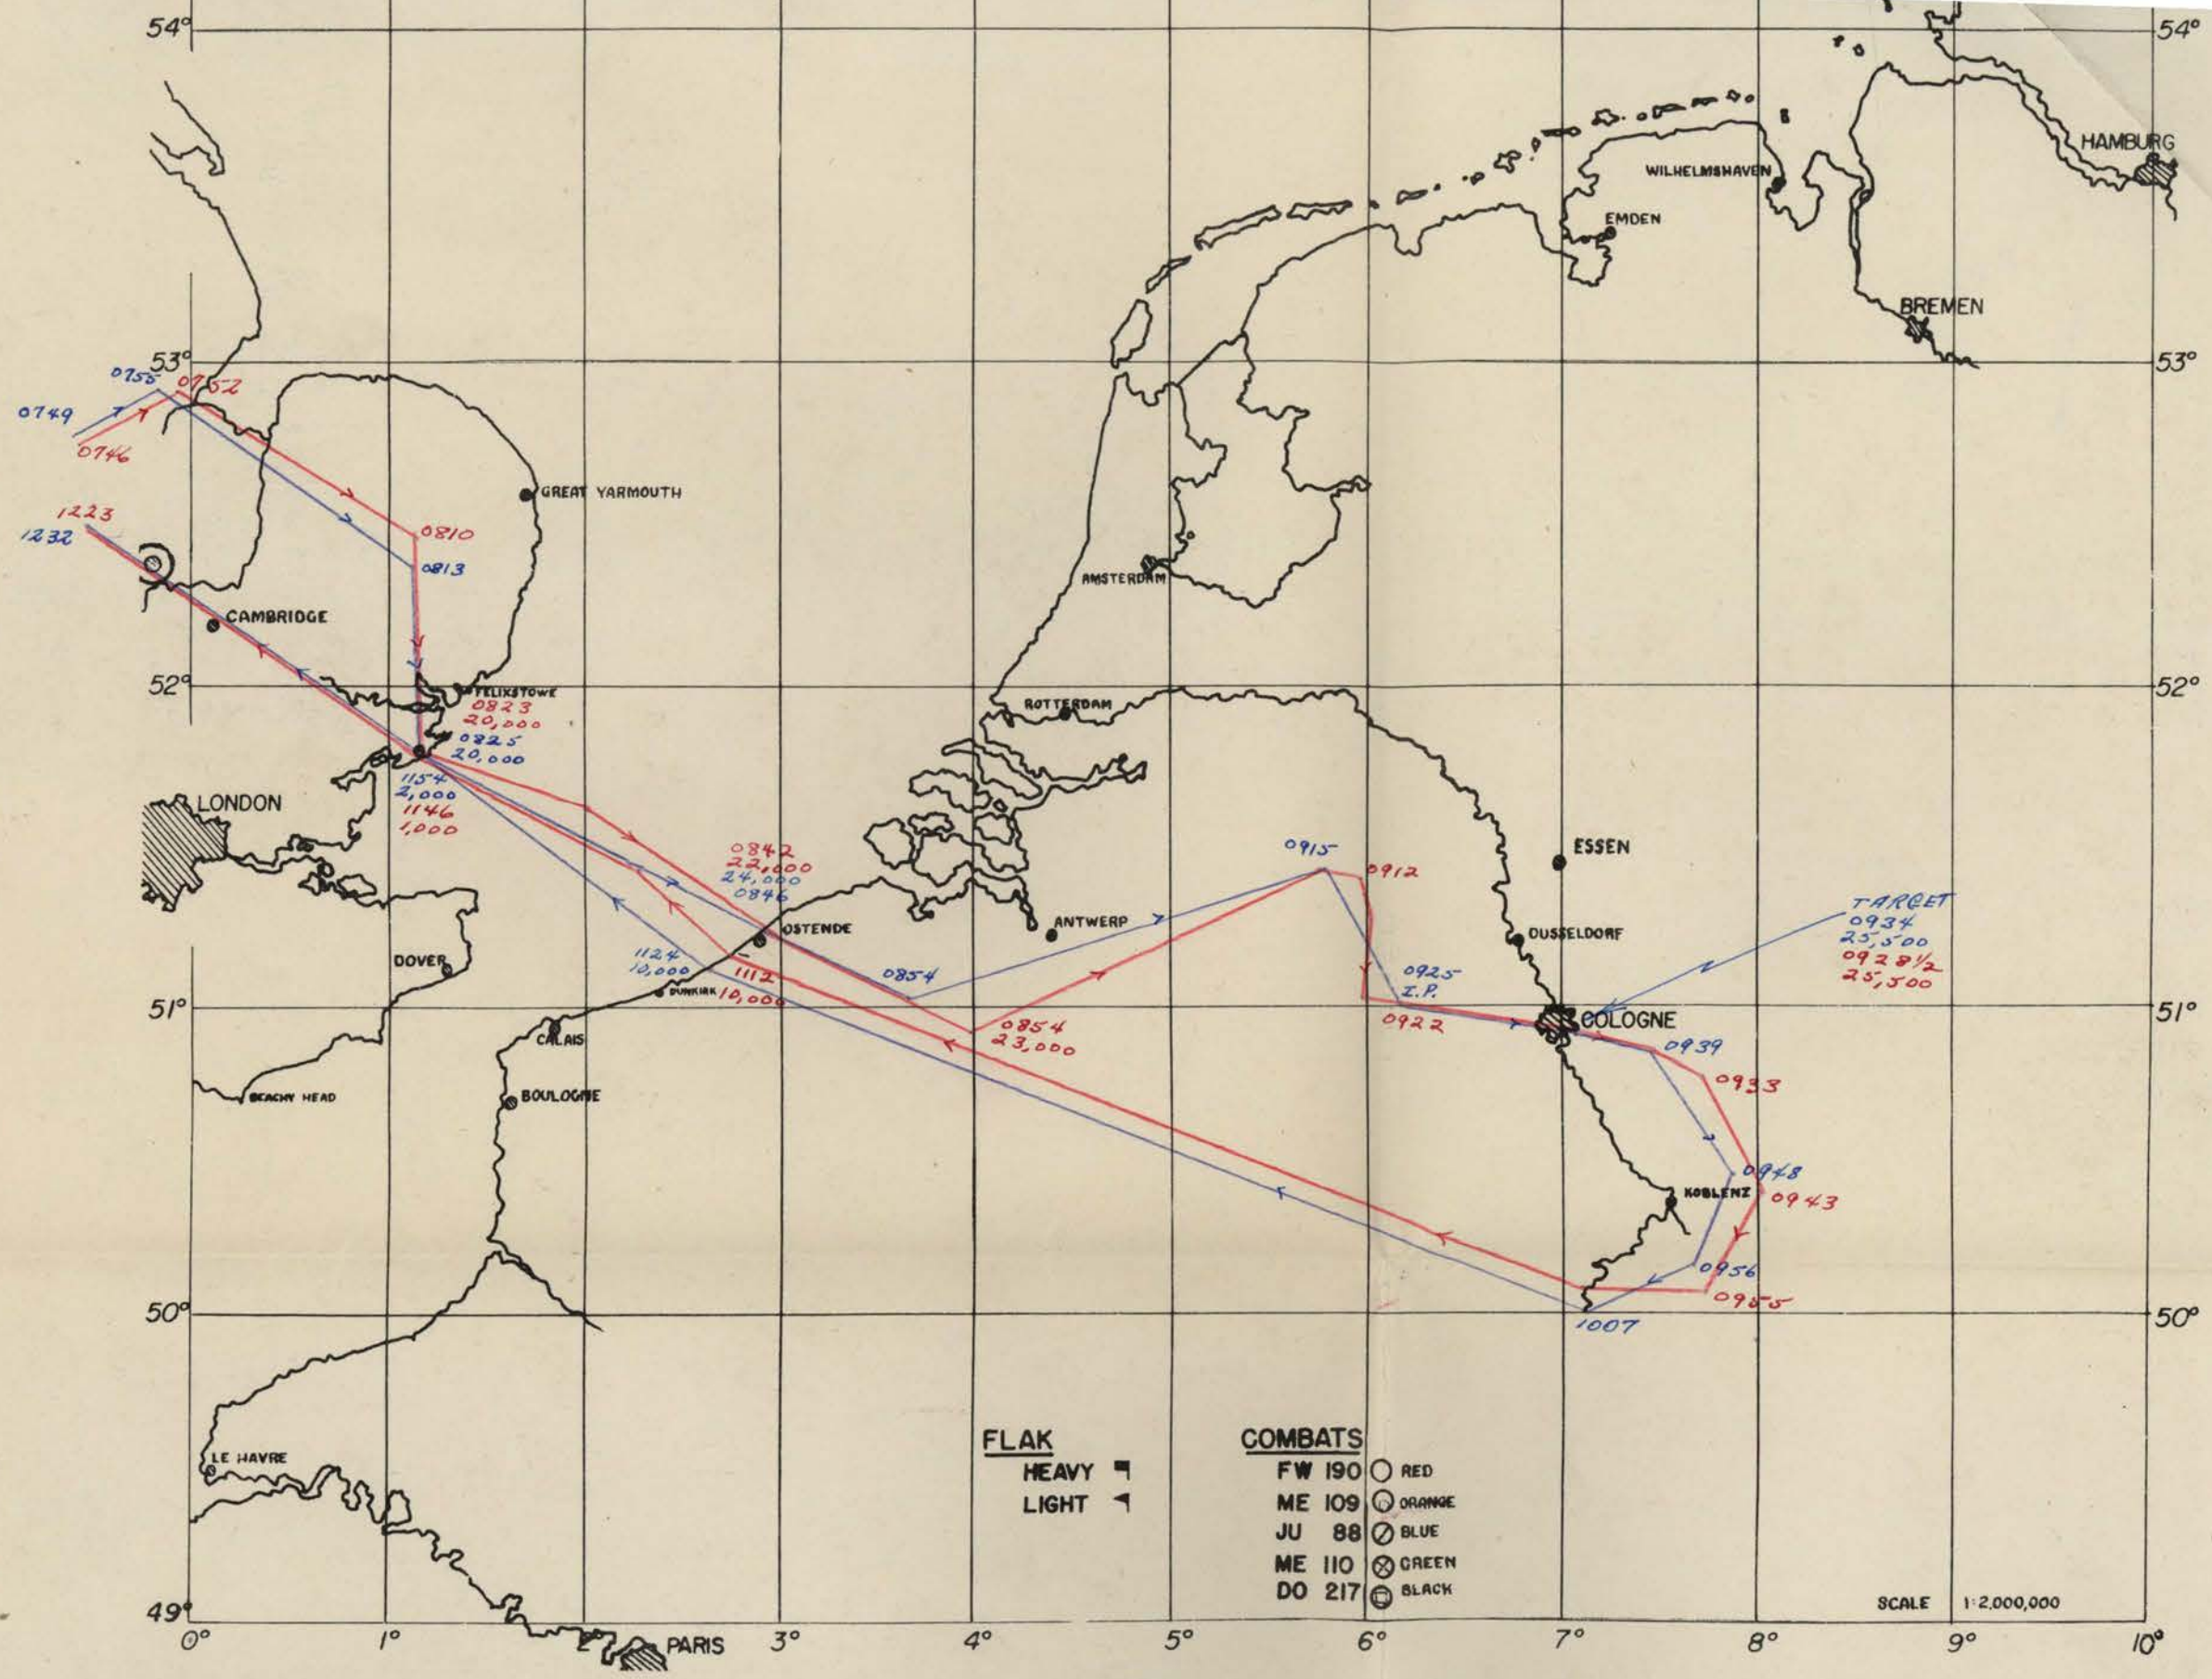 54°
54°
HAMBURG
WILHELMSHAVEN
EMDEN
BREMEN
53°
53°
0755
0752
0749
0746
GREAT YARMOUTH
1223
1232
0810
0813
AMSTERDAM
CAMBRIDGE
52°
52°
FELIXSTOWE
0823
20,000
0825
20,000
ROTTERDAM
1154
2,000
1146
1,000
LONDON
0842
22,000
24,000
0846
0915
0912
ESSEN
TARGET
0934
25,500
0928½
25,500
OSTENDE
ANTWERP
DUSSELDORF
DOVER
1124
10,000
1112
10,000
DUNKIRK
0854
0925
I.P.
51°
51°
0922
COLOGNE
0854
23,000
CALAIS
0939
0933
BEACHY HEAD
BOULOGNE
0948
KOBLENZ
0943
0956
0955
50°
50°
1007
LE HAVRE
FLAK
HEAVY
LIGHT
COMBATS
FW 190 RED
ME 109 ORANGE
JU 88 BLUE
ME 110 GREEN
DO 217 BLACK
SCALE 1:2,000,000
49°
0°
1°
2°
PARIS
3°
4°
5°
6°
7°
8°
9°
10°